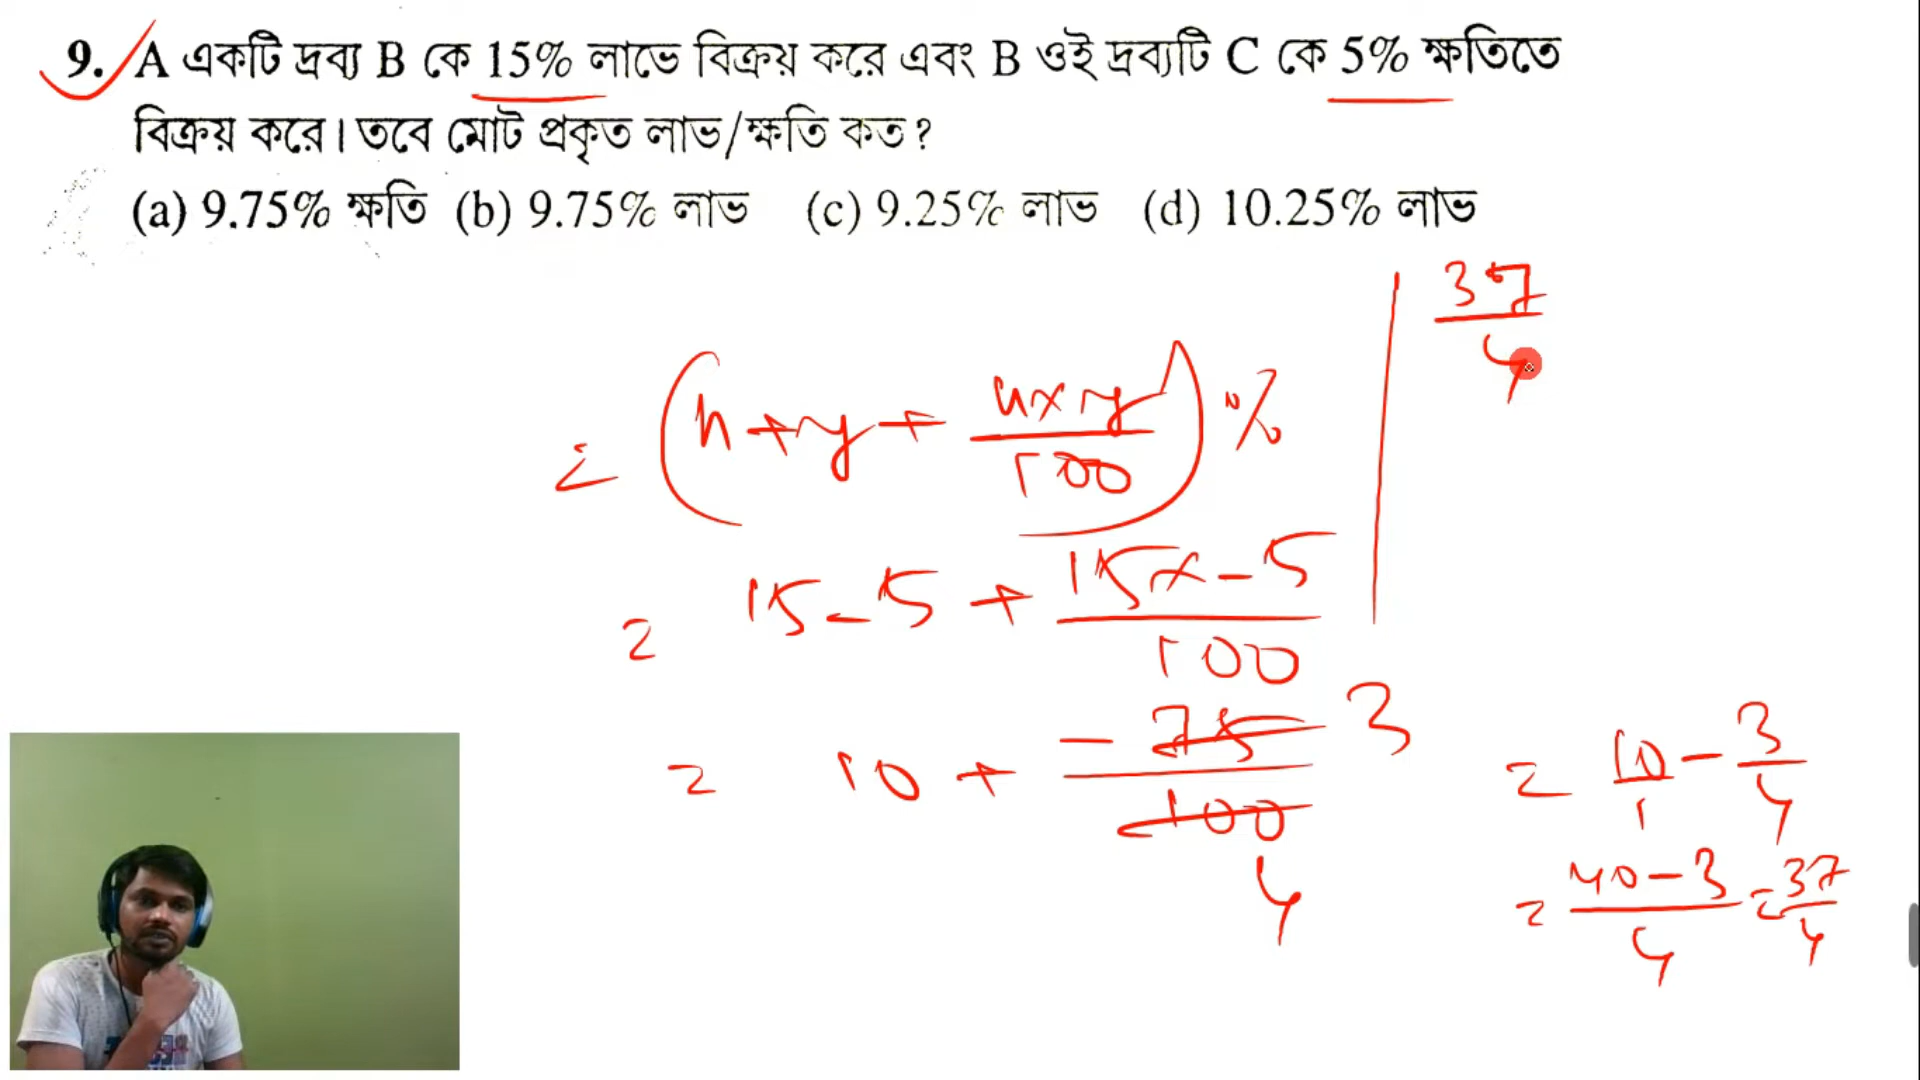 9. A একটি দ্রব্য B কে 15% লাভে বিক্রয় করে এবং B ওই দ্রব্যটি C কে 5% ক্ষতিতে
বিক্রয় করে। তবে মোট প্রকৃত লাভ/ক্ষতি কত?
(a) 9.75% ক্ষতি (b) 9.75% লাভ (c) 9.25% লাভ (d) 10.25% লাভ
37/4
= (x+y+ x×y/100) %
= 15-5+ 15×-5/100
= 10+ -75/100 3 4
= 10/1 - 3/4
= 40-3/4 = 37/4